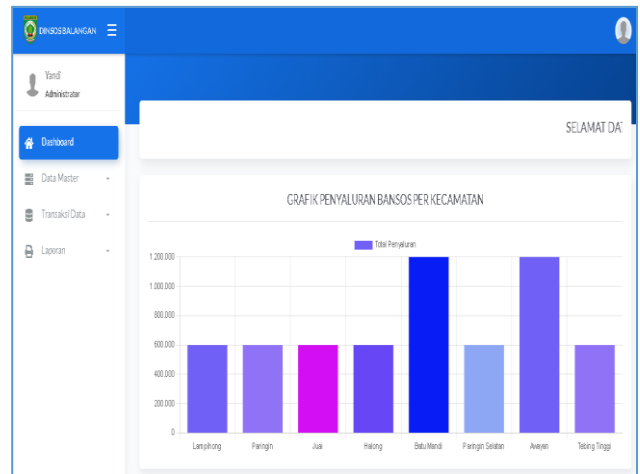 DINSOS BALANGAN
Yandi
Administrator
Dashboard
Data Master
Transaksi Data
Laporan
SELAMAT DAT
GRAFIK PENYALURAN BANSOS PER KECAMATAN
Total Penyaluran
1.200.000
1.000.000
800.000
600.000
400.000
200.000
0
Lampihong Paringin Juai Halong Batu Mandi Paringin Selatan Awayan Tebing Tinggi